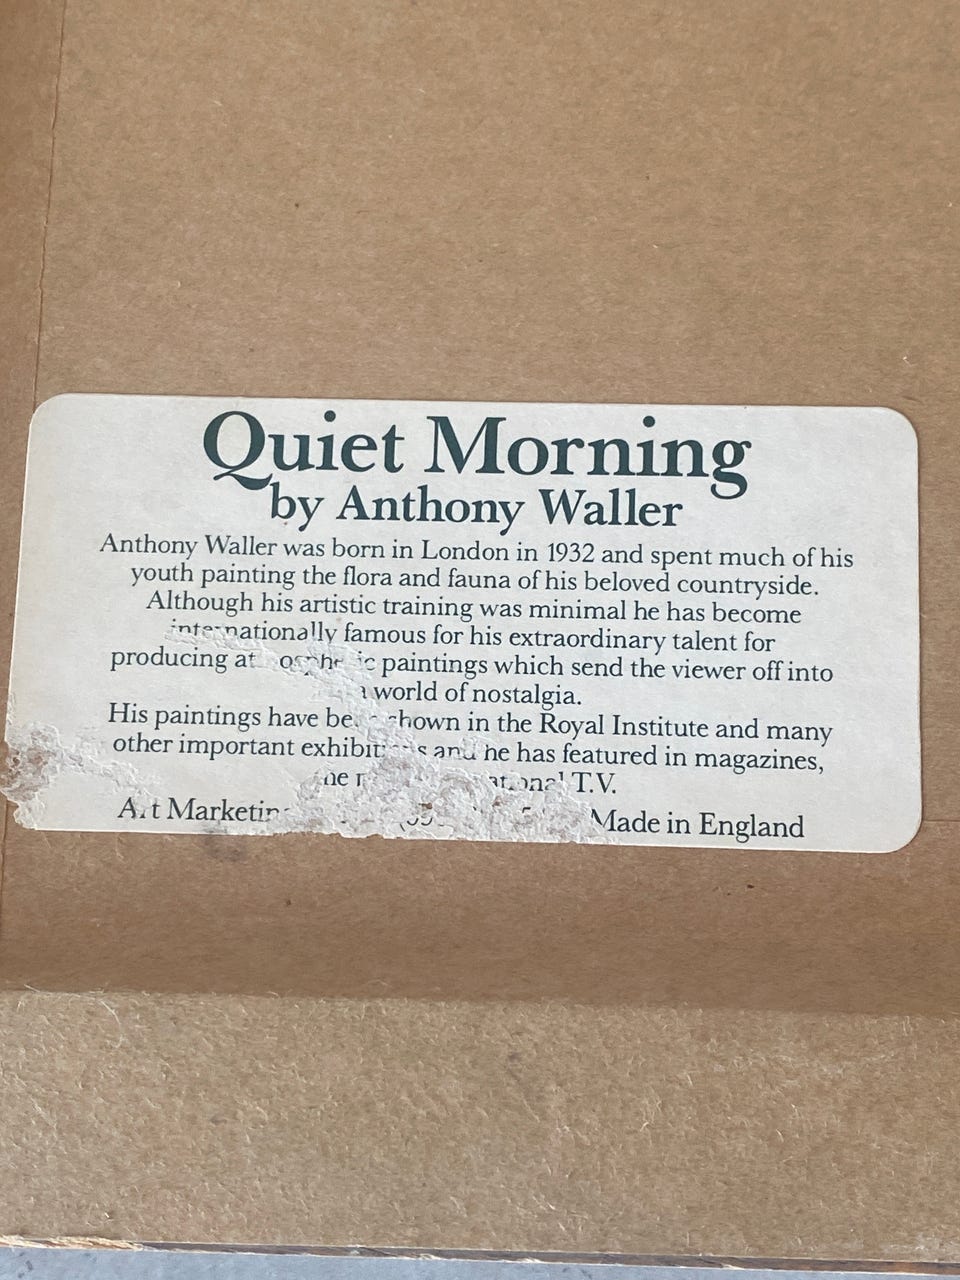 Quiet Morning
by Anthony Waller
Anthony Waller was born in London in 1932 and spent much of his
youth painting the flora and fauna of his beloved countryside.
Although his artistic training was minimal he has become
internationally famous for his extraordinary talent for
producing atmospheric paintings which send the viewer off into
a world of nostalgia.
His paintings have been shown in the Royal Institute and many
other important exhibitions and he has featured in magazines,
T.V.
Art Marketing Made in England